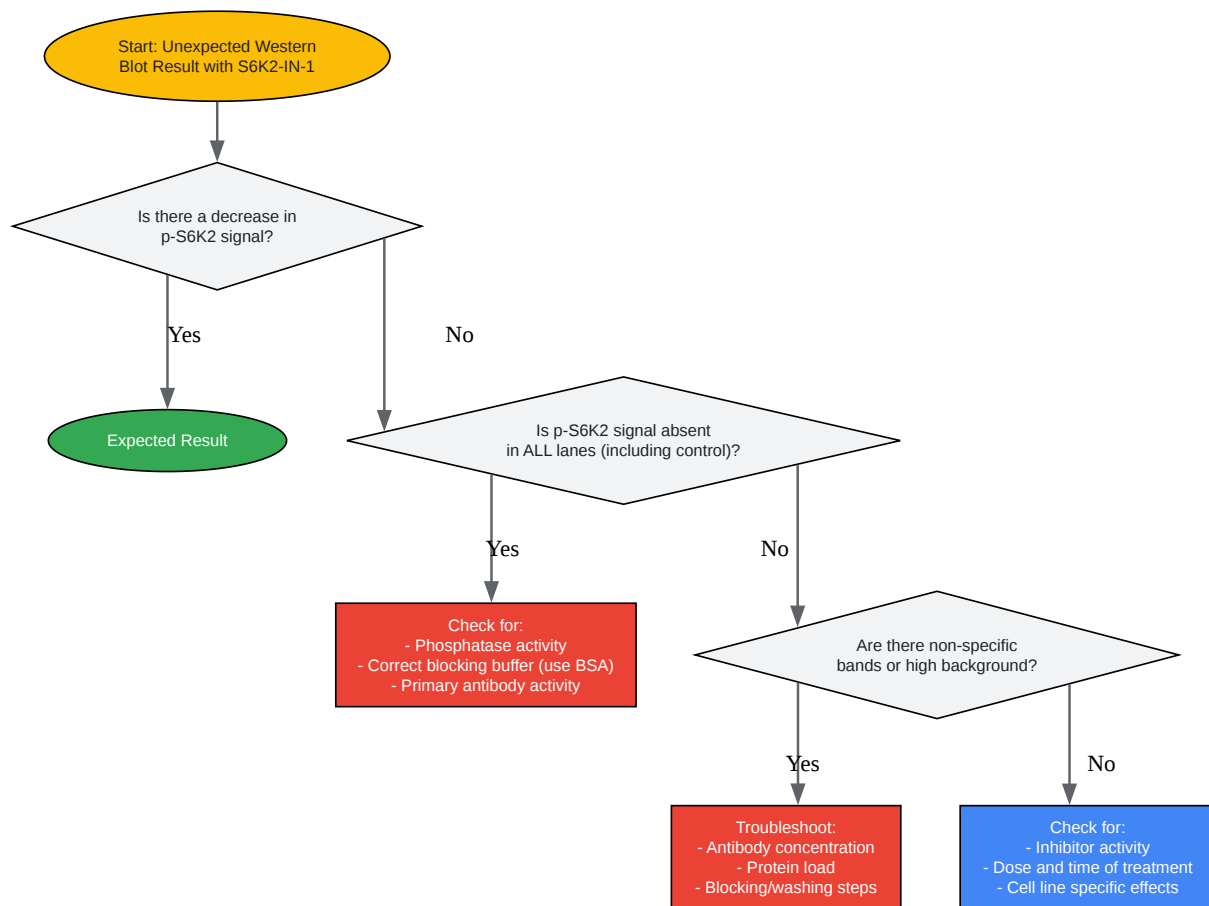 Start: Unexpected Western
Blot Result with S6K2-IN-1
Is there a decrease in
p-S6K2 signal?
Yes
No
Expected Result
Is p-S6K2 signal absent
in ALL lanes (including control)?
Yes
No
Check for:
- Phosphatase activity
- Correct blocking buffer (use BSA)
- Primary antibody activity
Are there non-specific
bands or high background?
Yes
No
Troubleshoot:
- Antibody concentration
- Protein load
- Blocking/washing steps
Check for:
- Inhibitor activity
- Dose and time of treatment
- Cell line specific effects